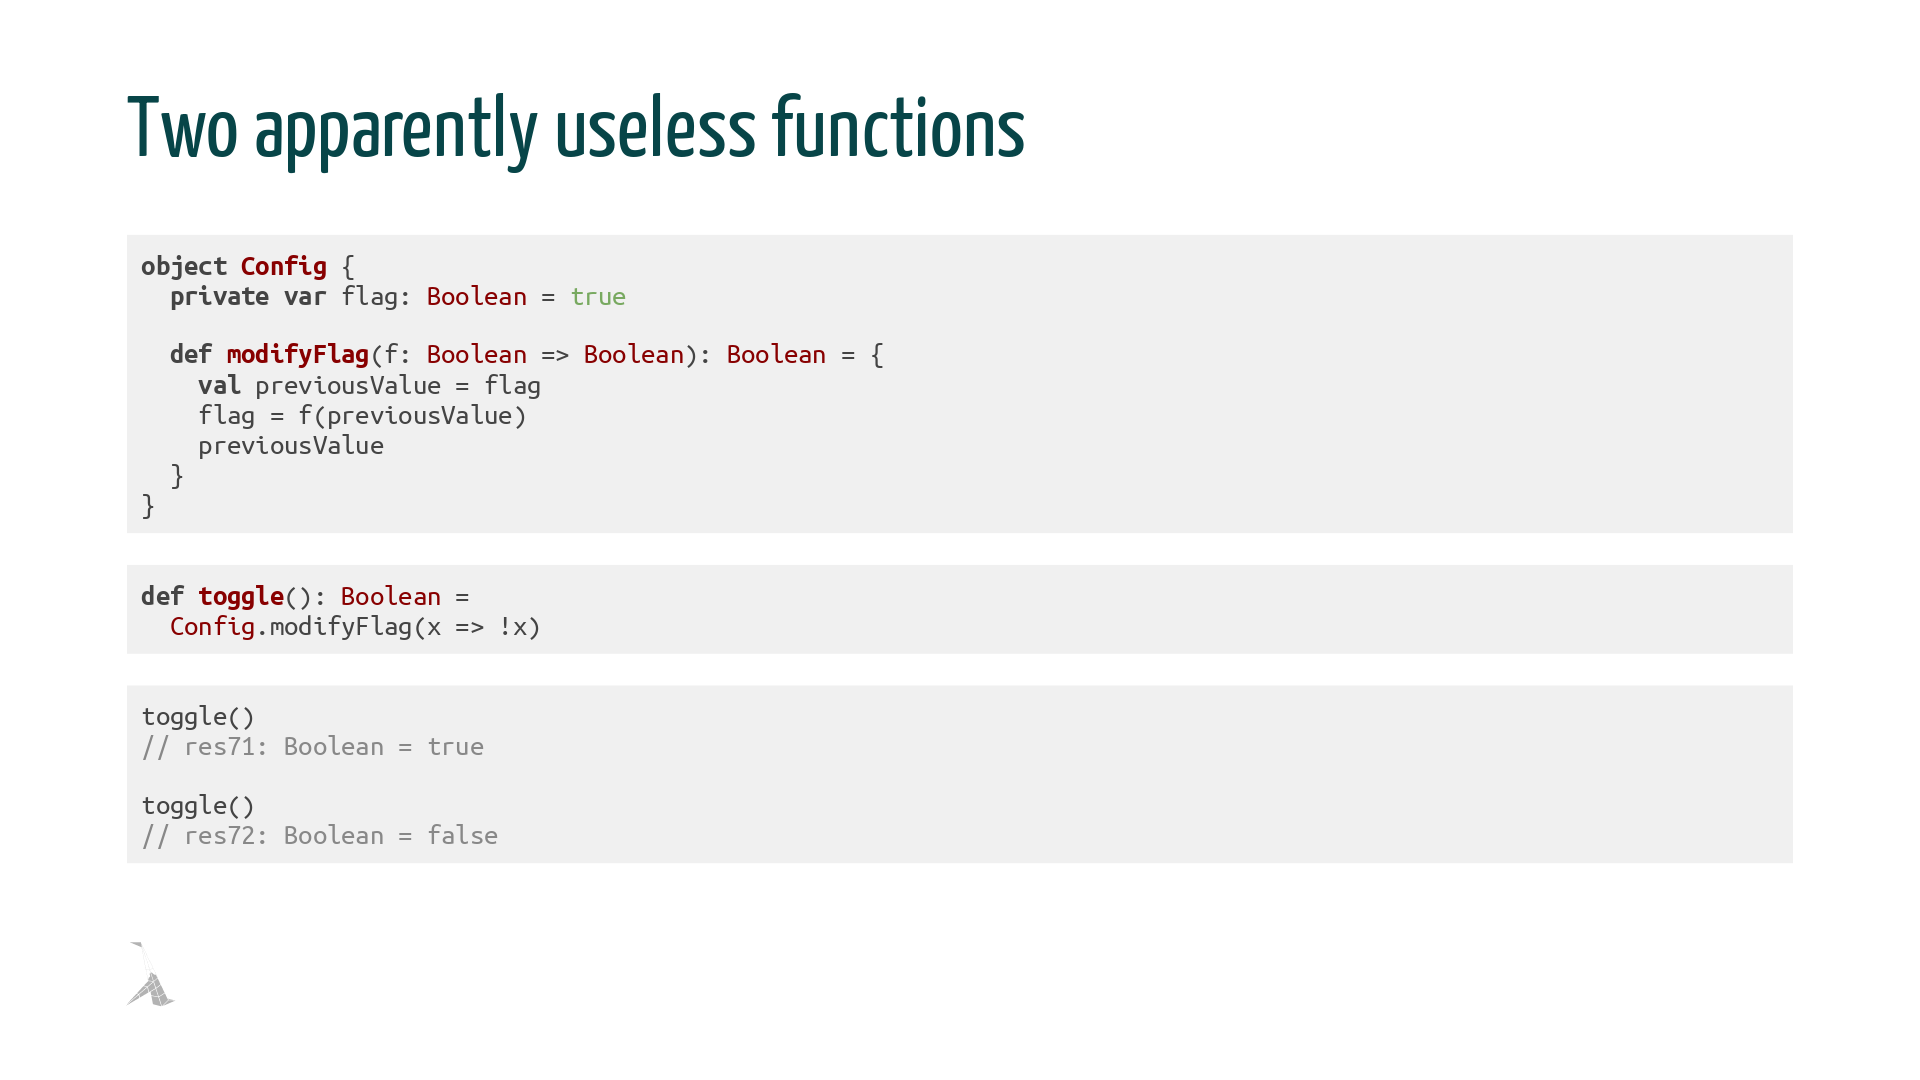 Two apparently useless functions
object Config {
  private var flag: Boolean = true

  def modifyFlag(f: Boolean => Boolean): Boolean = {
    val previousValue = flag
    flag = f(previousValue)
    previousValue
  }
}
def toggle(): Boolean =
  Config.modifyFlag(x => !x)
toggle()
// res71: Boolean = true

toggle()
// res72: Boolean = false